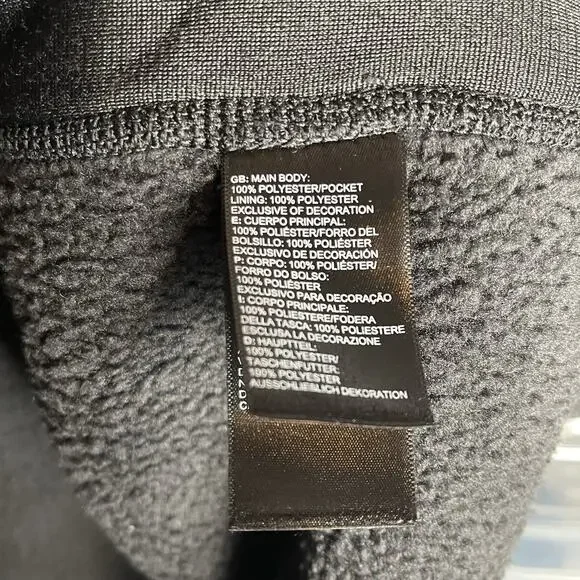 GB: MAIN BODY:
100% POLYESTER/POCKET
LINING: 100% POLYESTER
EXCLUSIVE OF DECORATION
E: CUERPO PRINCIPAL:
100% POLIÉSTER/FORRO DEL
BOLSILLO: 100% POLIÉSTER
EXCLUSIVO DE DECORACIÓN
P: CORPO: 100% POLIÉSTER/
FORRO DO BOLSO:
100% POLIÉSTER
EXCLUSIVO PARA DECORAÇÃO
I: CORPO PRINCIPALE:
100% POLIESTERE/FODERA
DELLA TASCA: 100% POLIESTERE
ESCLUSA LA DECORAZIONE
D: HAUPTTEIL:
100% POLYESTER/
TASCHENFUTTER:
100% POLYESTER
AUSSCHLIEßLICH DEKORATION